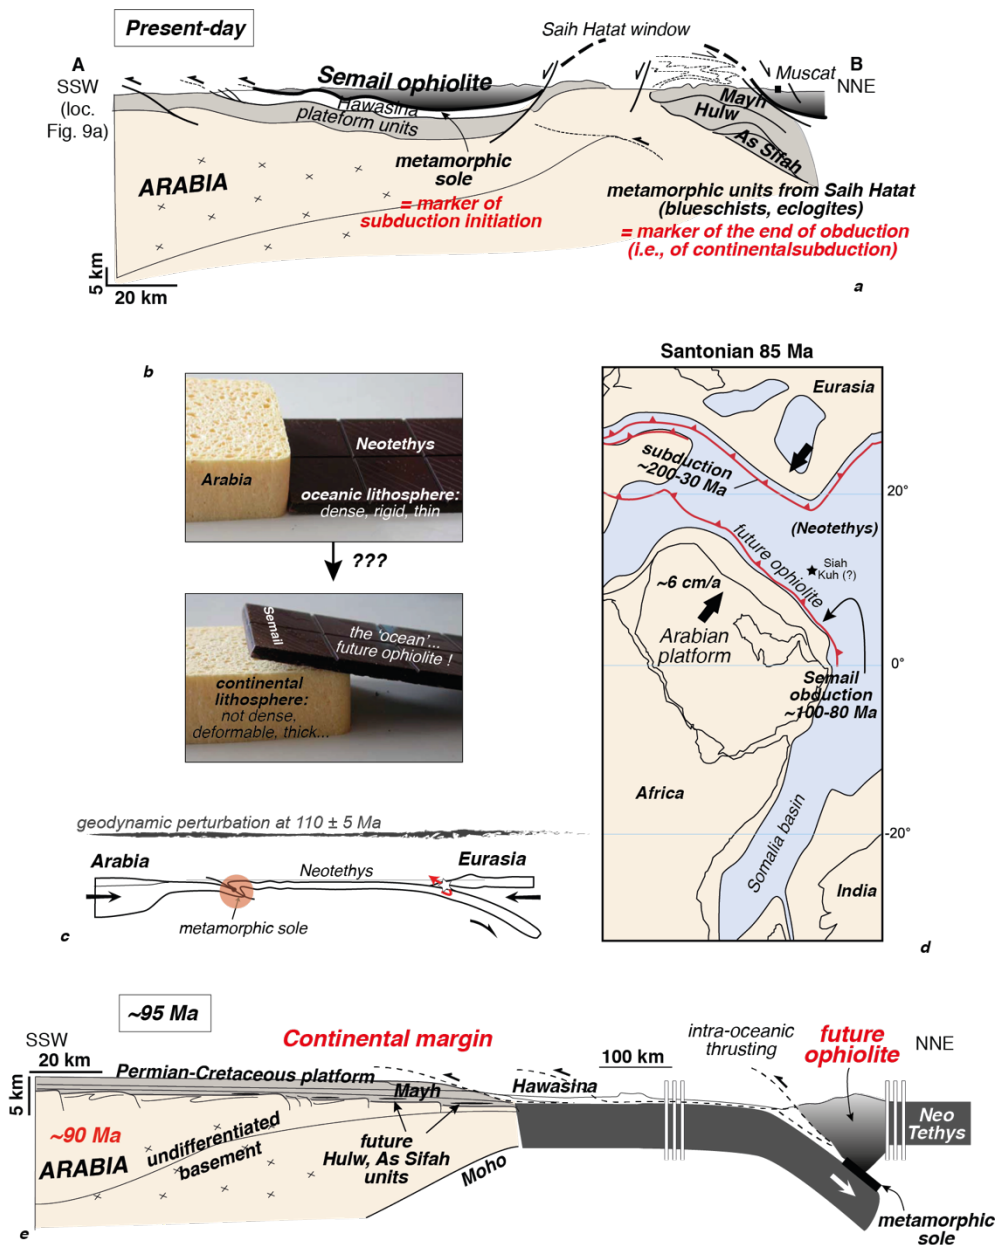 Present-day
Saih Hatat window
A
SSW
(loc.
Fig. 9a)
B
NNE
Semail ophiolite
Muscat
Hawasina
plateform units
Mayh
Hulw
As Sifah
ARABIA
metamorphic
sole
= marker of
subduction initiation
metamorphic units from Saih Hatat
(blueschists, eclogites)
= marker of the end of obduction
(i.e., of continentalsubduction)
5 km
20 km
a
b
Arabia
Neotethys
oceanic lithosphere:
dense, rigid, thin
???
Semail
the 'ocean'...
future ophiolite !
continental
lithosphere:
not dense,
deformable, thick...
geodynamic perturbation at 110 ± 5 Ma
Arabia
Neotethys
Eurasia
metamorphic sole
c
Santonian 85 Ma
Eurasia
subduction
~200-30 Ma
20°
(Neotethys)
future ophiolite
Siah
Kuh (?)
~6 cm/a
Arabian
platform
0°
Semail
obduction
~100-80 Ma
Africa
Somalia basin
-20°
India
d
~95 Ma
SSW
20 km
Continental margin
intra-oceanic
thrusting
future
ophiolite
NNE
100 km
5 km
Permian-Cretaceous platform
Mayh
Hawasina
~90 Ma
ARABIA
undifferentiated
basement
future
Hulw, As Sifah
units
Moho
Neo
Tethys
metamorphic
sole
e